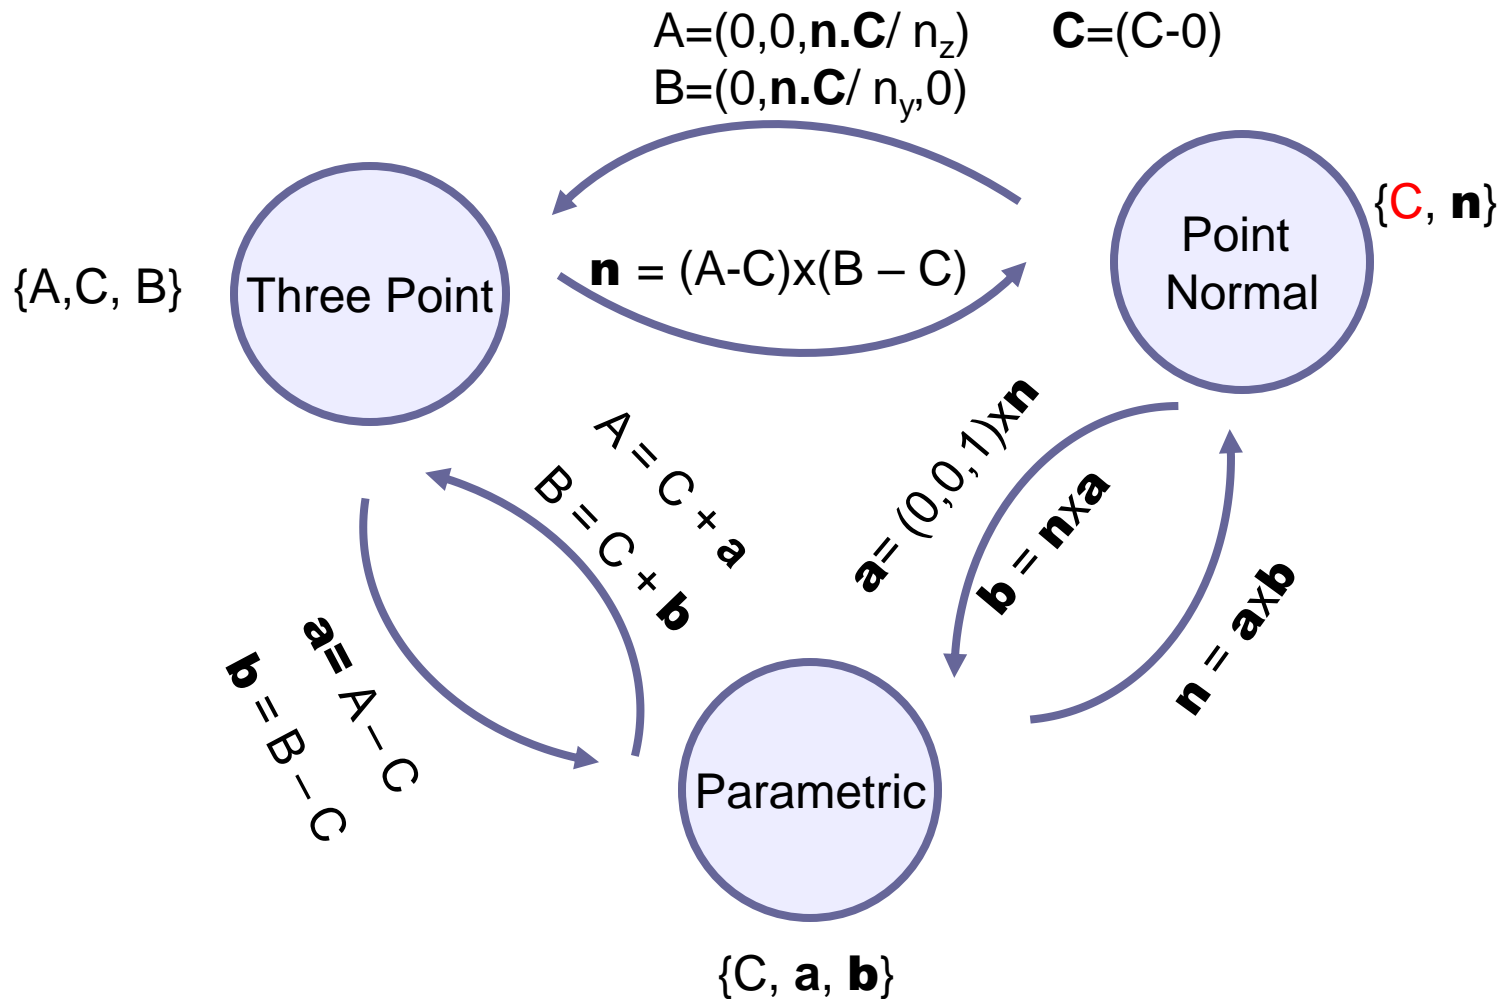 A=(0,0,n.C/ nz)
C=(C-0)
B=(0,n.C/ ny,0)
{C, n}
Point
Normal
{A,C, B}
Three Point
n = (A-C)x(B – C)
A = C + a
B = C + b
a= (0,0,1)xn
b = nxa
n = axb
a= A – C
b = B – C
Parametric
{C, a, b}